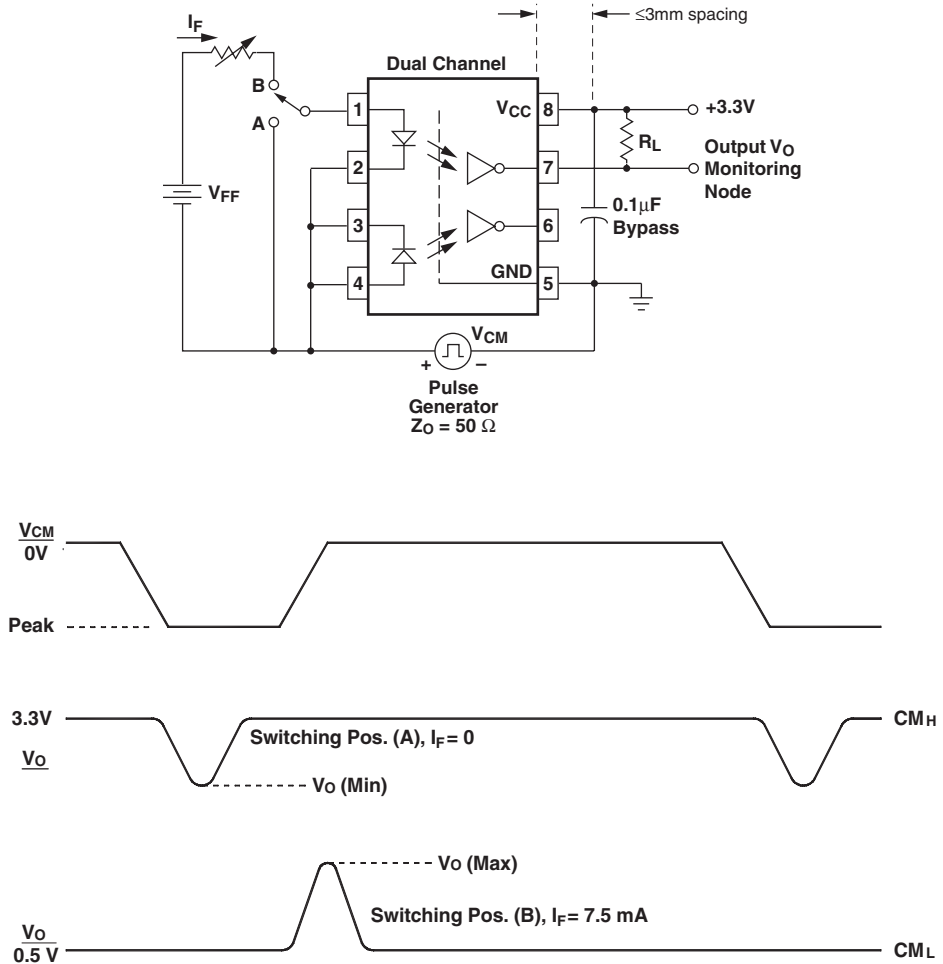 ≤3mm spacing
IF
Dual Channel
B
A
1
VCC
8
+3.3V
RL
2
7
Output VO
Monitoring
Node
VFF
3
6
0.1μF
Bypass
4
GND
5
VCM
+
–
Pulse
Generator
ZO = 50 Ω
VCM
0V
Peak
3.3V
CMH
Switching Pos. (A), IF = 0
VO
VO (Min)
VO (Max)
Switching Pos. (B), IF = 7.5 mA
VO
0.5 V
CML